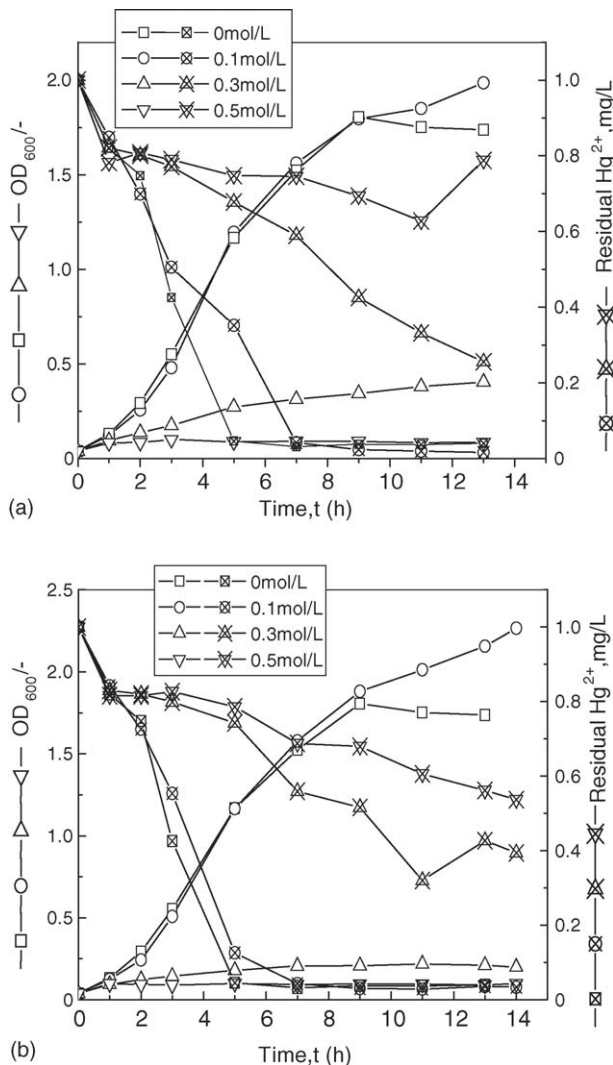 0mol/L
0.1mol/L
0.3mol/L
0.5mol/L
2.0
1.5
1.0
0.5
0
OD600/-
1.0
0.8
0.6
0.4
0.2
0
Residual Hg2+,mg/L
0 2 4 6 8 10 12 14
Time,t (h)
(a)
0mol/L
0.1mol/L
0.3mol/L
0.5mol/L
2.5
2.0
1.5
1.0
0.5
0
OD600/-
1.0
0.8
0.6
0.4
0.2
0
Residual Hg2+,mg/L
0 2 4 6 8 10 12 14
Time,t (h)
(b)